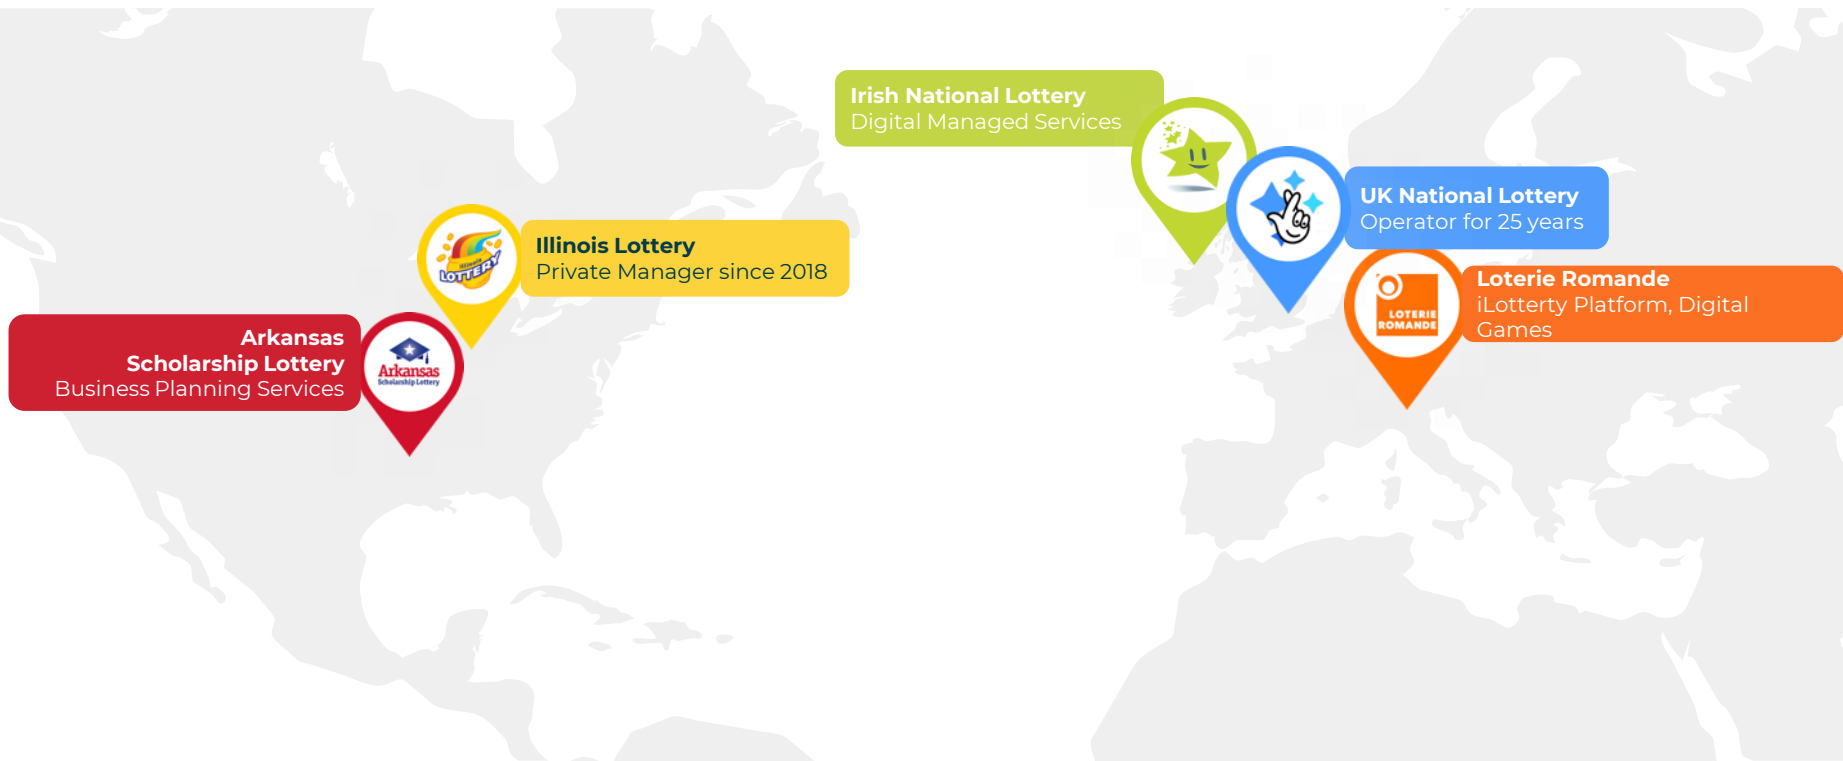 Irish National Lottery
Digital Managed Services
UK National Lottery
Operator for 25 years
Illinois Lottery
Private Manager since 2018
Illinois
LOTTERY
Loterie Romande
iLotterty Platform, Digital
Games
LOTERIE
ROMANDE
Arkansas
Scholarship Lottery
Business Planning Services
Arkansas
Scholarship Lottery